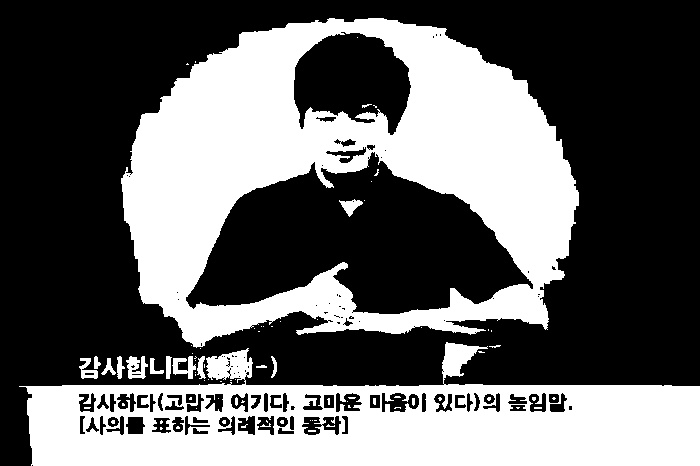 감사합니다(感謝-)
감사하다(고맙게 여기다. 고마운 마음이 있다)의 높임말.
[사의를 표하는 의례적인 동작]